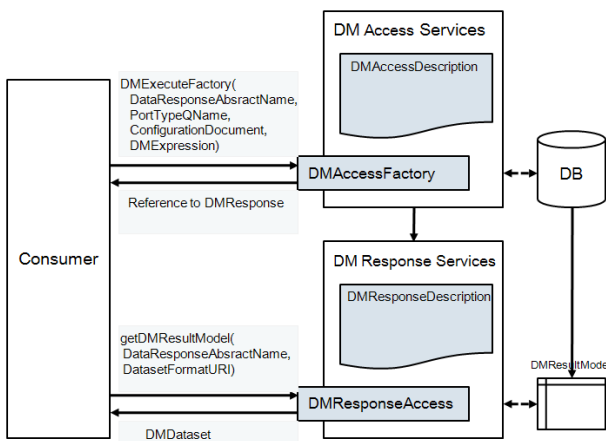 DM Access Services
DMAccessDescription
DMExecuteFactory(
DataResponseAbsractName,
PortTypeQName,
ConfigurationDocument,
DMExpression)
DMAccessFactory
DB
Reference to DMResponse
Consumer
DM Response Services
DMResponseDescription
getDMResultModel(
DataResponseAbsractName,
DatasetFormatURI)
DMResultModel
DMResponseAccess
DMDataset